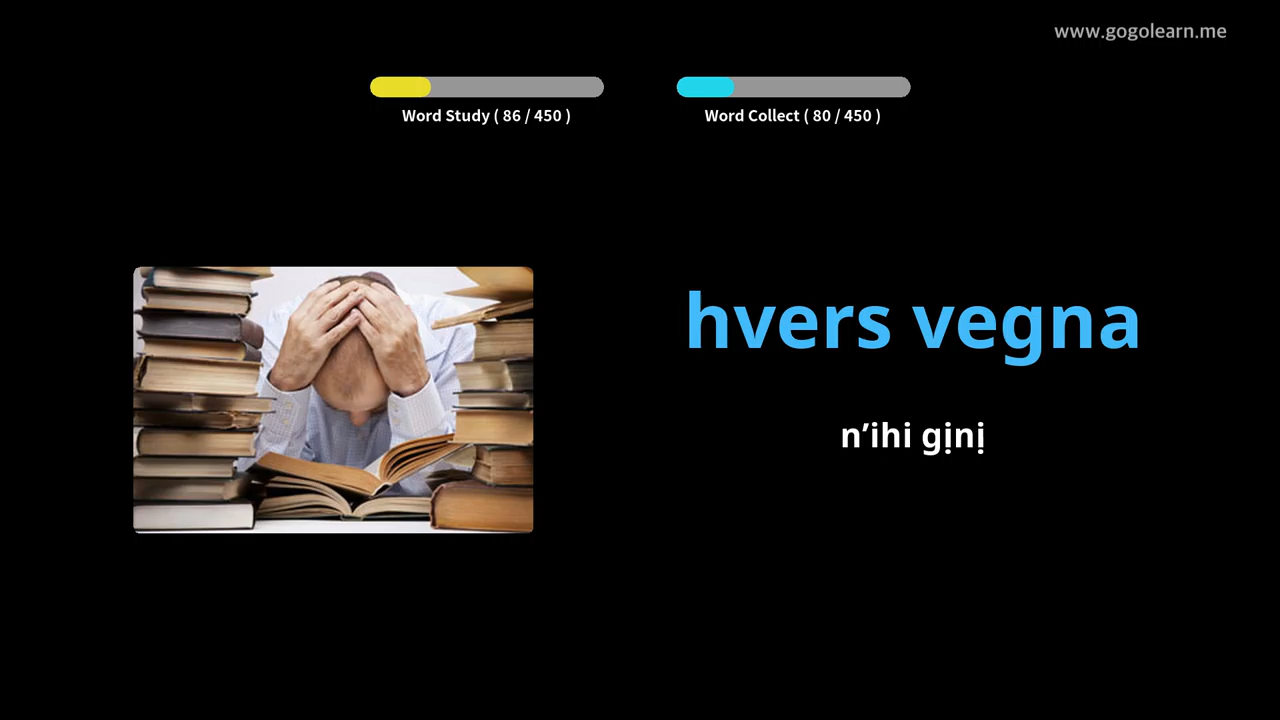 www.gogolearn.me
Word Study ( 86 / 450 )
Word Collect ( 80 / 450 )
hvers vegna
n’ihi gịnị